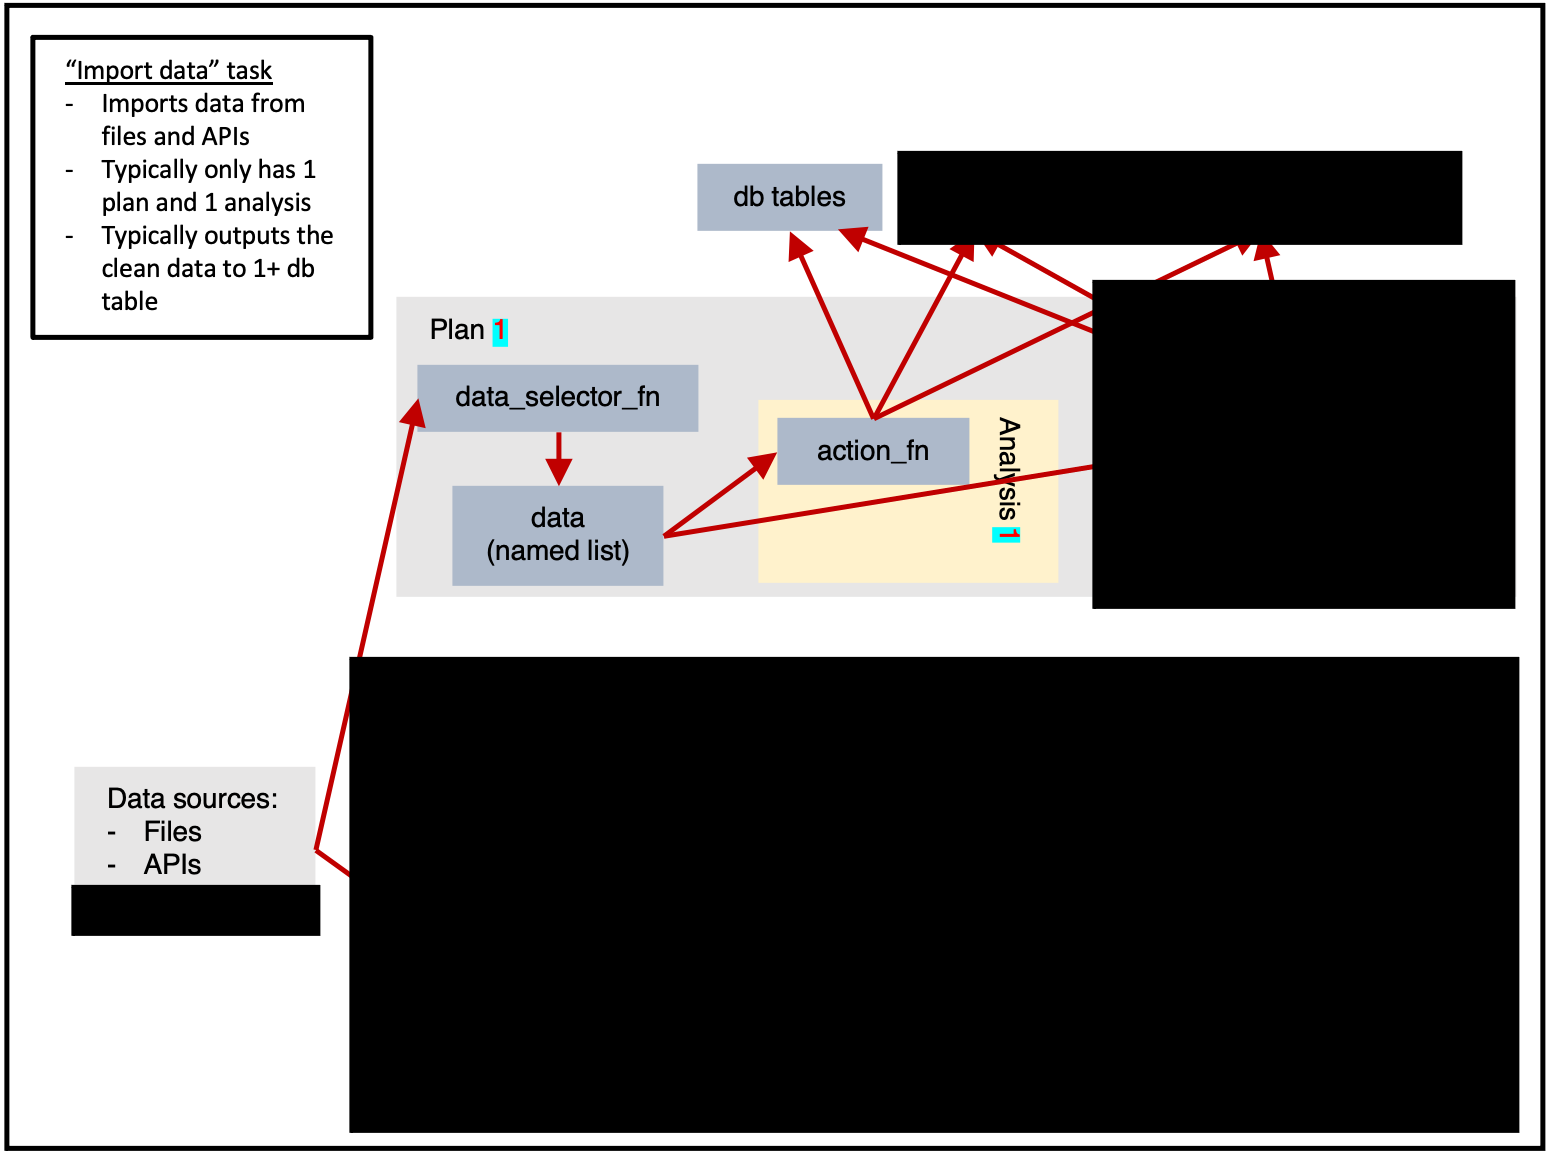 “Import data” task
- Imports data from
files and APIs
- Typically only has 1
plan and 1 analysis
- Typically outputs the
clean data to 1+ db
table
db tables
Plan 1
data_selector_fn
action_fn
Analysis 1
data
(named list)
Data sources:
- Files
- APIs